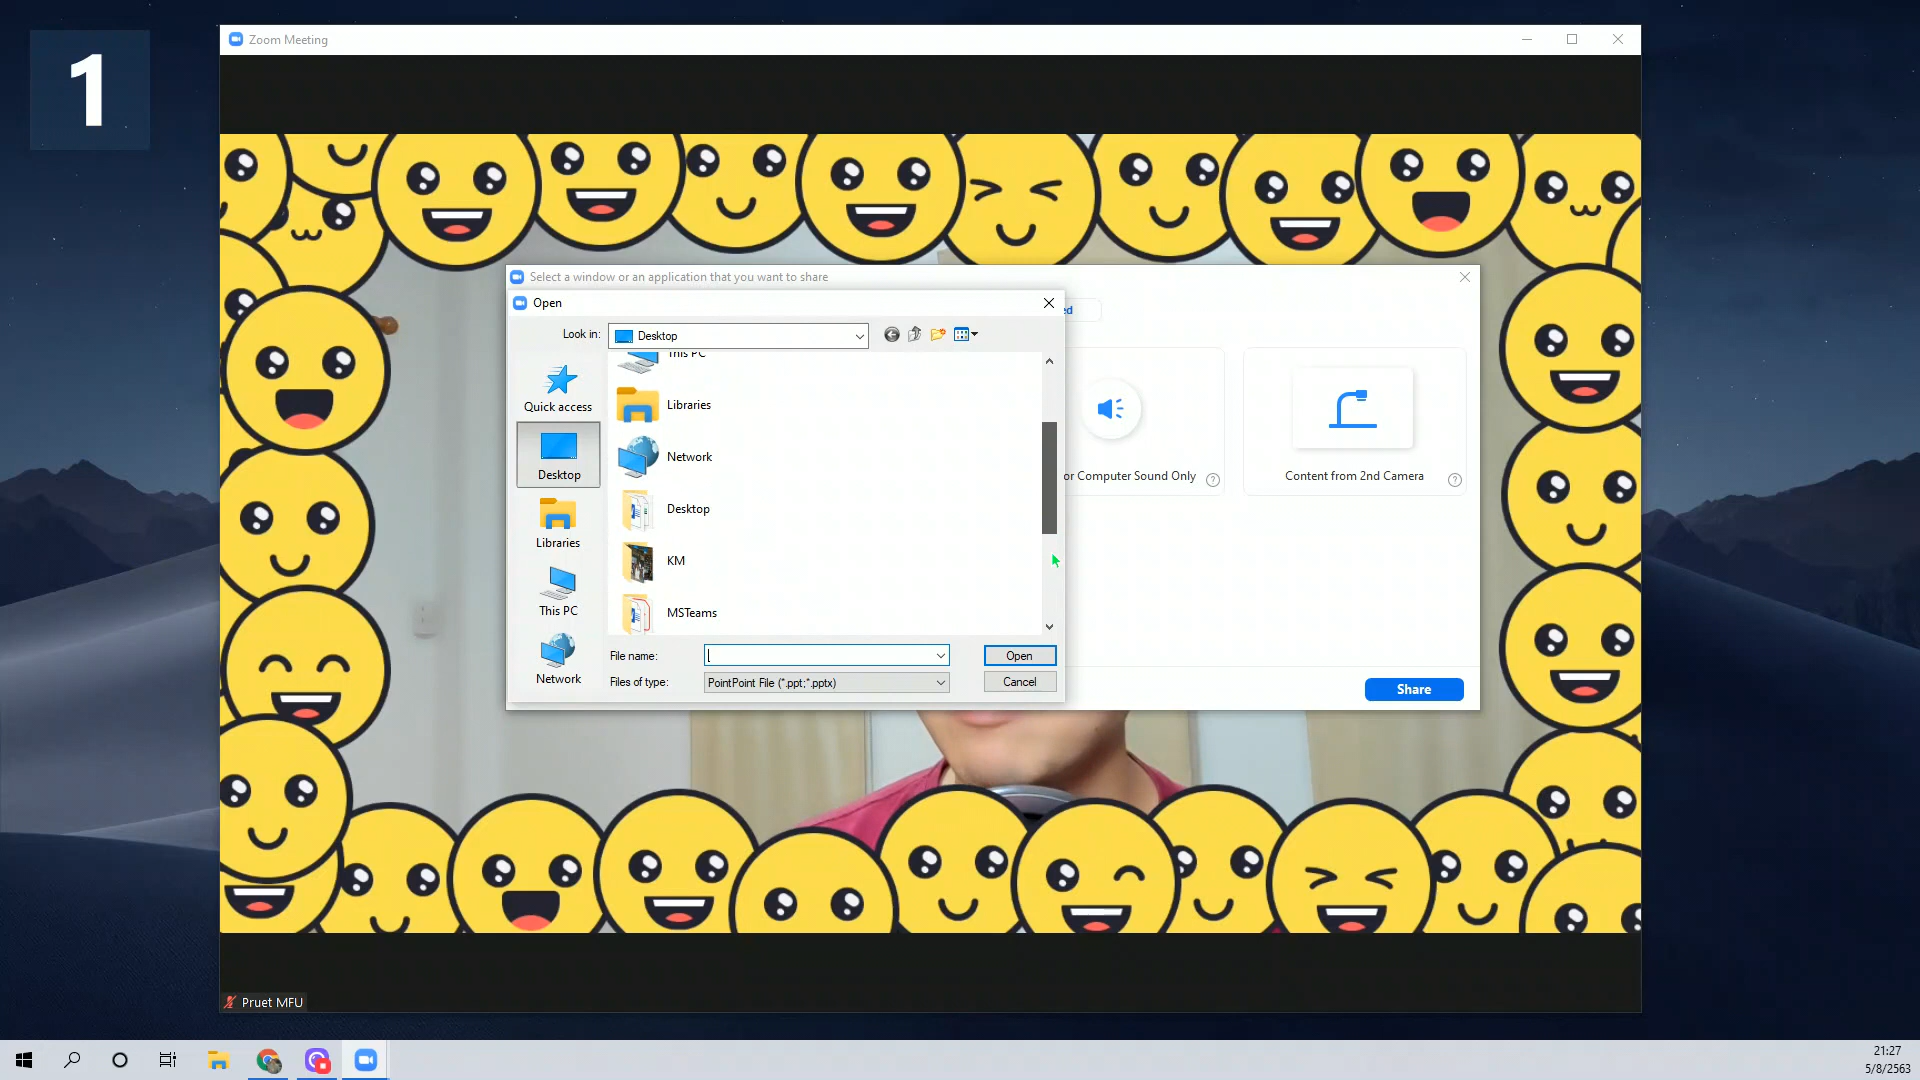 1
Zoom Meeting
Select a window or an application that you want to share
Open
Look in:
Desktop
Quick access
Desktop
Libraries
This PC
Network
This PC
Libraries
Network
Desktop
KM
MSTeams
File name:
Open
Files of type:
PointPoint File (*.ppt;*.pptx)
Cancel
ed
or Computer Sound Only
?
Content from 2nd Camera
?
Share
Pruet MFU
21:27
5/8/2563